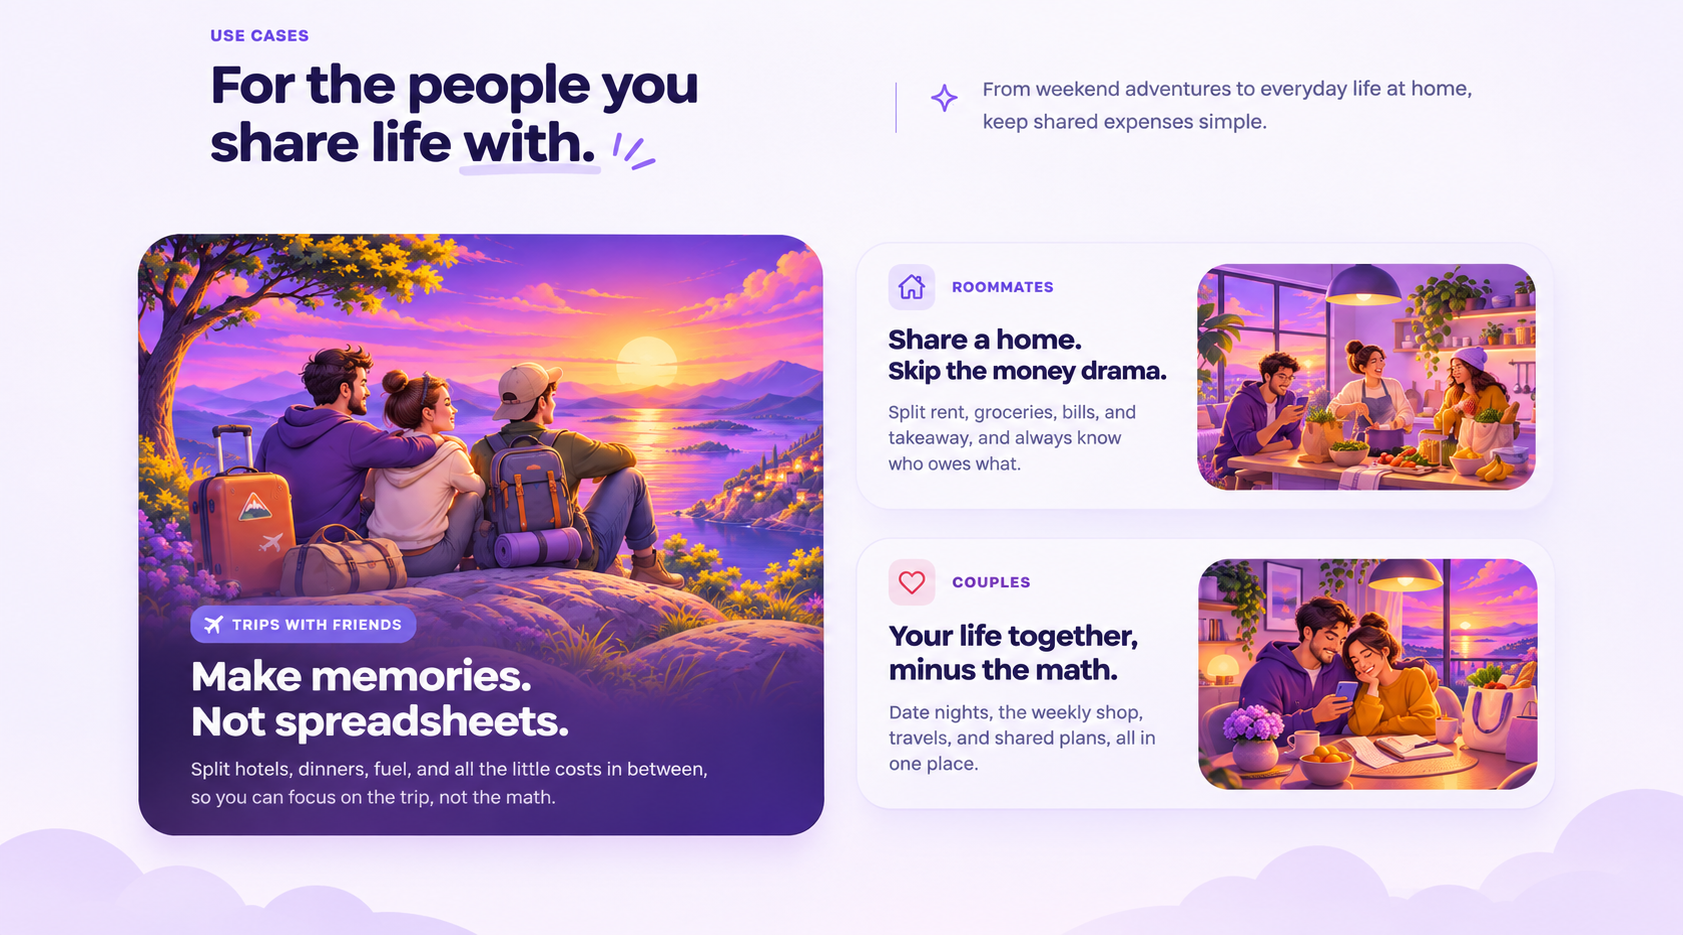 USE CASES
For the people you
share life with.
From weekend adventures to everyday life at home,
keep shared expenses simple.
TRIPS WITH FRIENDS
Make memories.
Not spreadsheets.
Split hotels, dinners, fuel, and all the little costs in between,
so you can focus on the trip, not the math.
ROOMMATES
Share a home.
Skip the money drama.
Split rent, groceries, bills, and
takeaway, and always know
who owes what.
COUPLES
Your life together,
minus the math.
Date nights, the weekly shop,
travels, and shared plans, all in
one place.